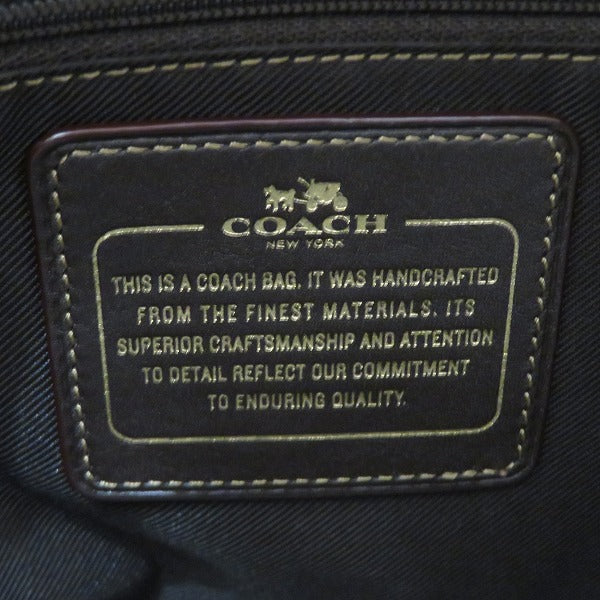 COACH
NEW YORK
THIS IS A COACH BAG. IT WAS HANDCRAFTED
FROM THE FINEST MATERIALS. ITS
SUPERIOR CRAFTSMANSHIP AND ATTENTION
TO DETAIL REFLECT OUR COMMITMENT
TO ENDURING QUALITY.